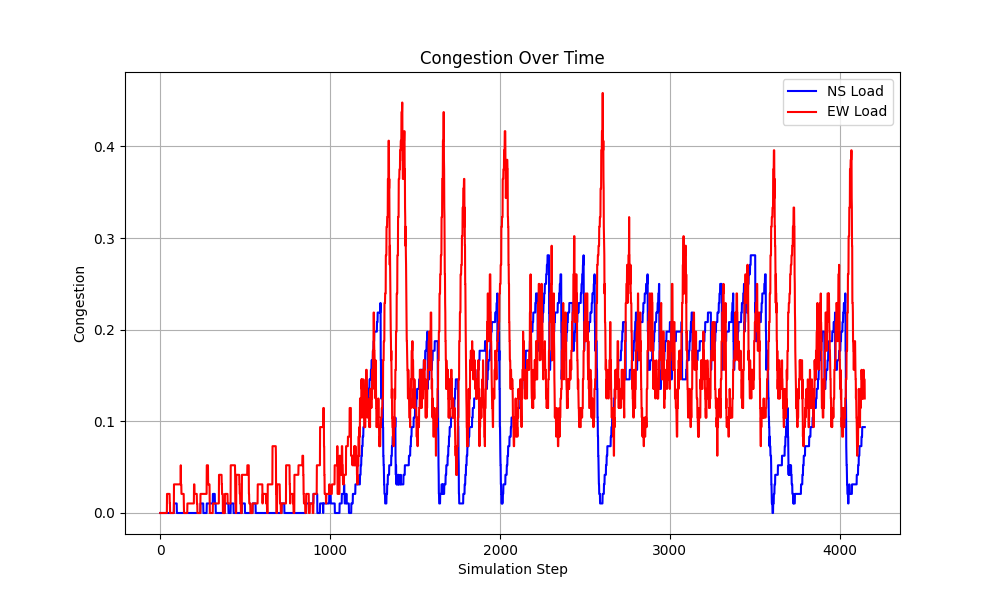 Congestion Over Time
NS Load
EW Load
Congestion
0.4
0.3
0.2
0.1
0.0
0 1000 2000 3000 4000
Simulation Step